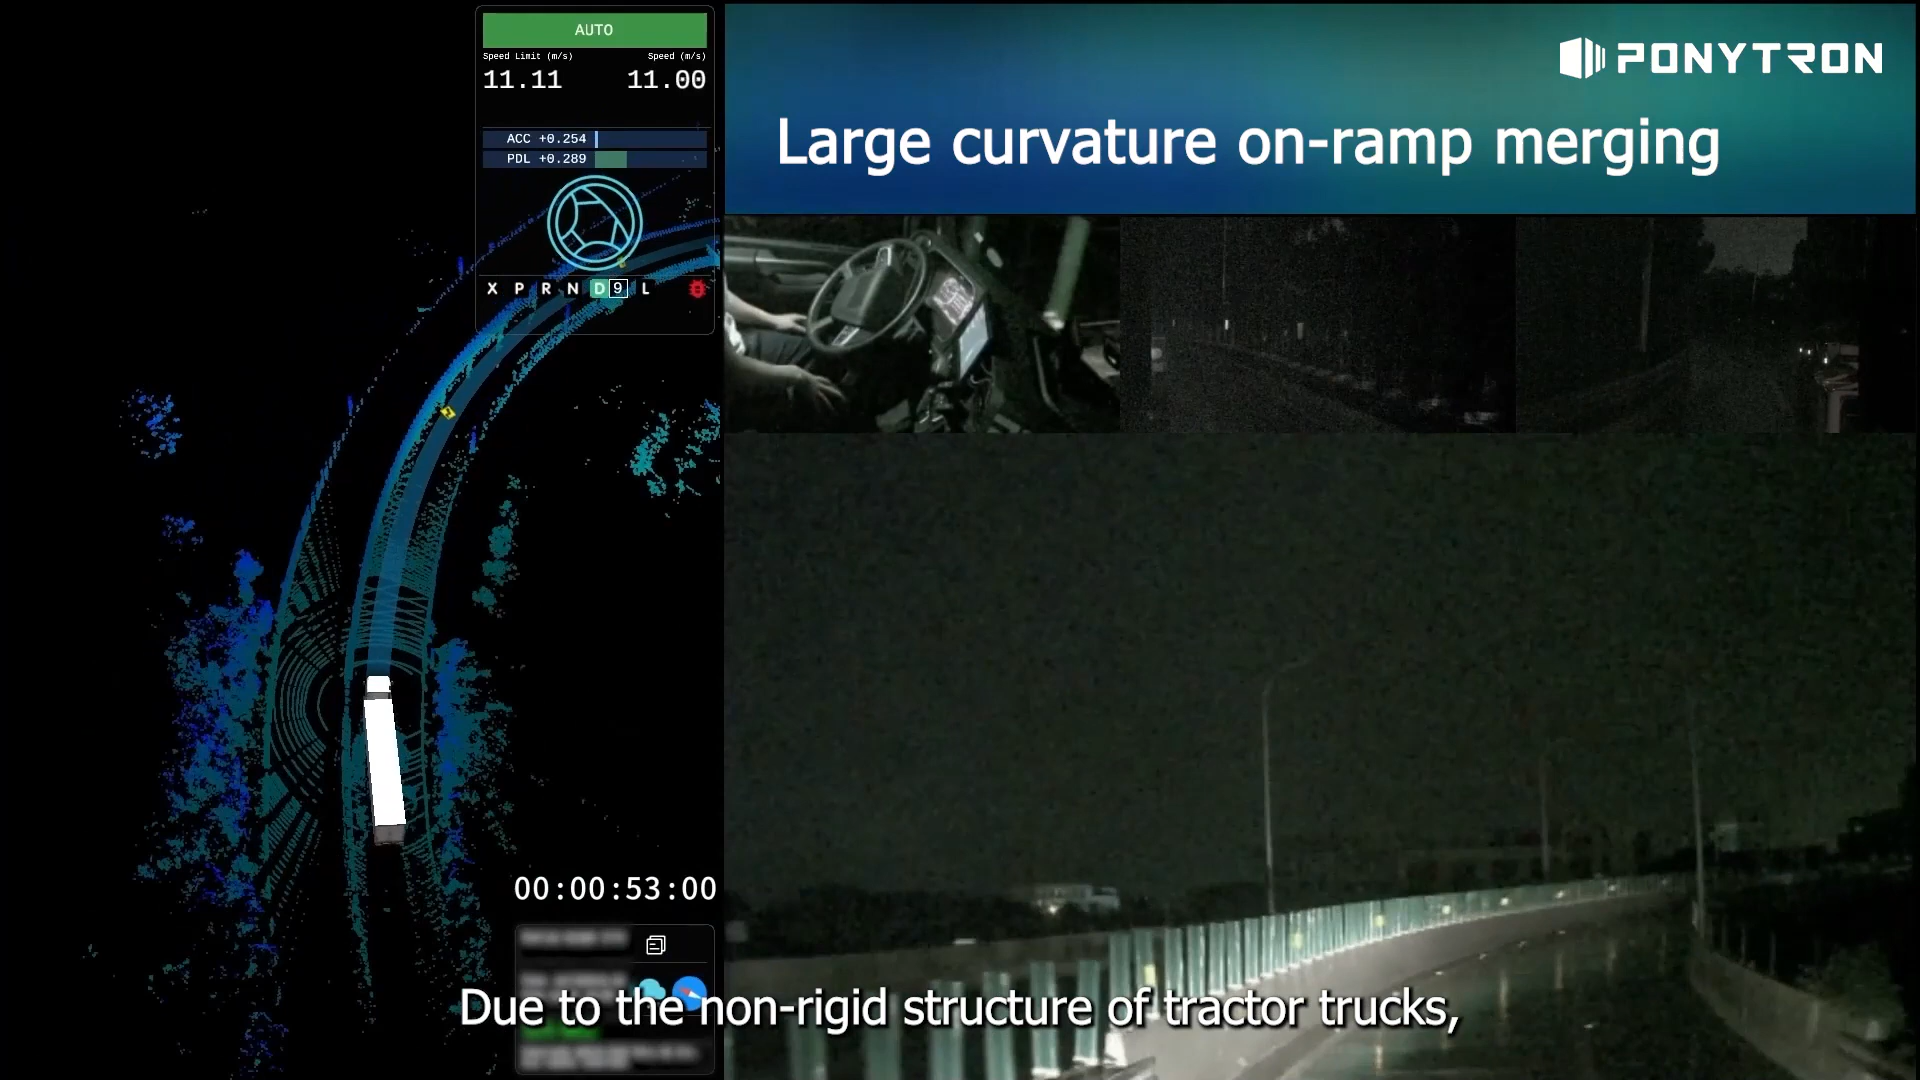 AUTO
Speed Limit (m/s) Speed (m/s)
11.11 11.00
ACC +0.254
PDL +0.289
X P R N D 9 L
PONYTRON
Large curvature on-ramp merging
00:00:53:00
Due to the non-rigid structure of tractor trucks,